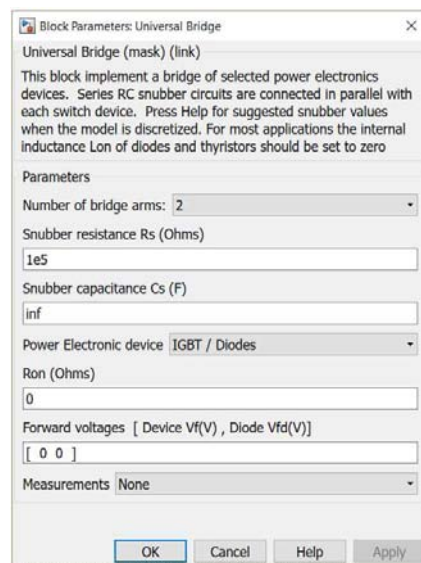 Block Parameters: Universal Bridge
Universal Bridge (mask) (link)
This block implement a bridge of selected power electronics
devices. Series RC snubber circuits are connected in parallel with
each switch device. Press Help for suggested snubber values
when the model is discretized. For most applications the internal
inductance Lon of diodes and thyristors should be set to zero
Parameters
Number of bridge arms: 2
Snubber resistance Rs (Ohms)
1e5
Snubber capacitance Cs (F)
inf
Power Electronic device IGBT / Diodes
Ron (Ohms)
0
Forward voltages [ Device Vf(V) , Diode Vfd(V)]
[ 0 0 ]
Measurements None
OK Cancel Help Apply